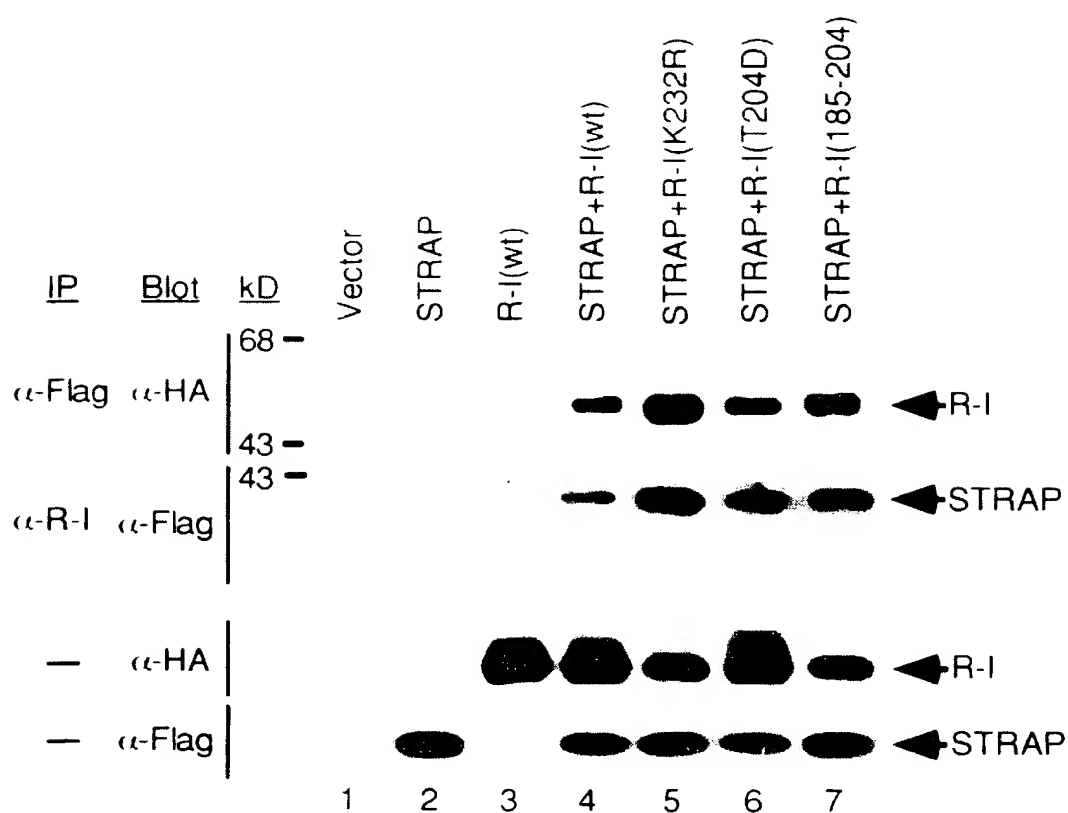 IP Blot kD
Vector
STRAP
R-I(wt)
STRAP+R-I(wt)
STRAP+R-I(K232R)
STRAP+R-I(T204D)
STRAP+R-I(185-204)
α-Flag α-HA
68 –
43 –
R-I
α-R-I α-Flag
43 –
STRAP
— α-HA
R-I
— α-Flag
STRAP
1 2 3 4 5 6 7